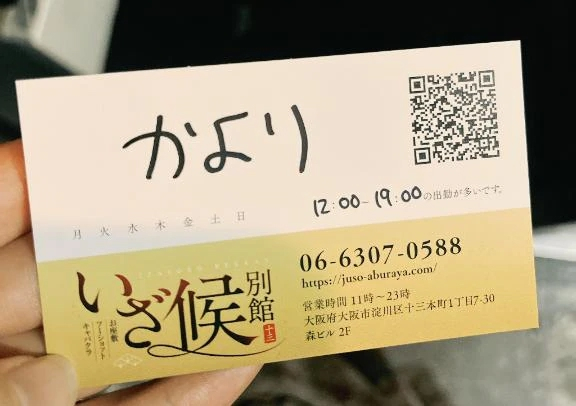 かより
12:00~19:00の出勤が多いです。
月 火 水 木 金 土 日
IZASORO BEKKAN
いざ候
別館
十三
お座敷
ツーショット
キャバクラ
06-6307-0588
https://juso-aburaya.com/
営業時間 11時～23時
大阪府大阪市淀川区十三本町1丁目7-30
森ビル 2F